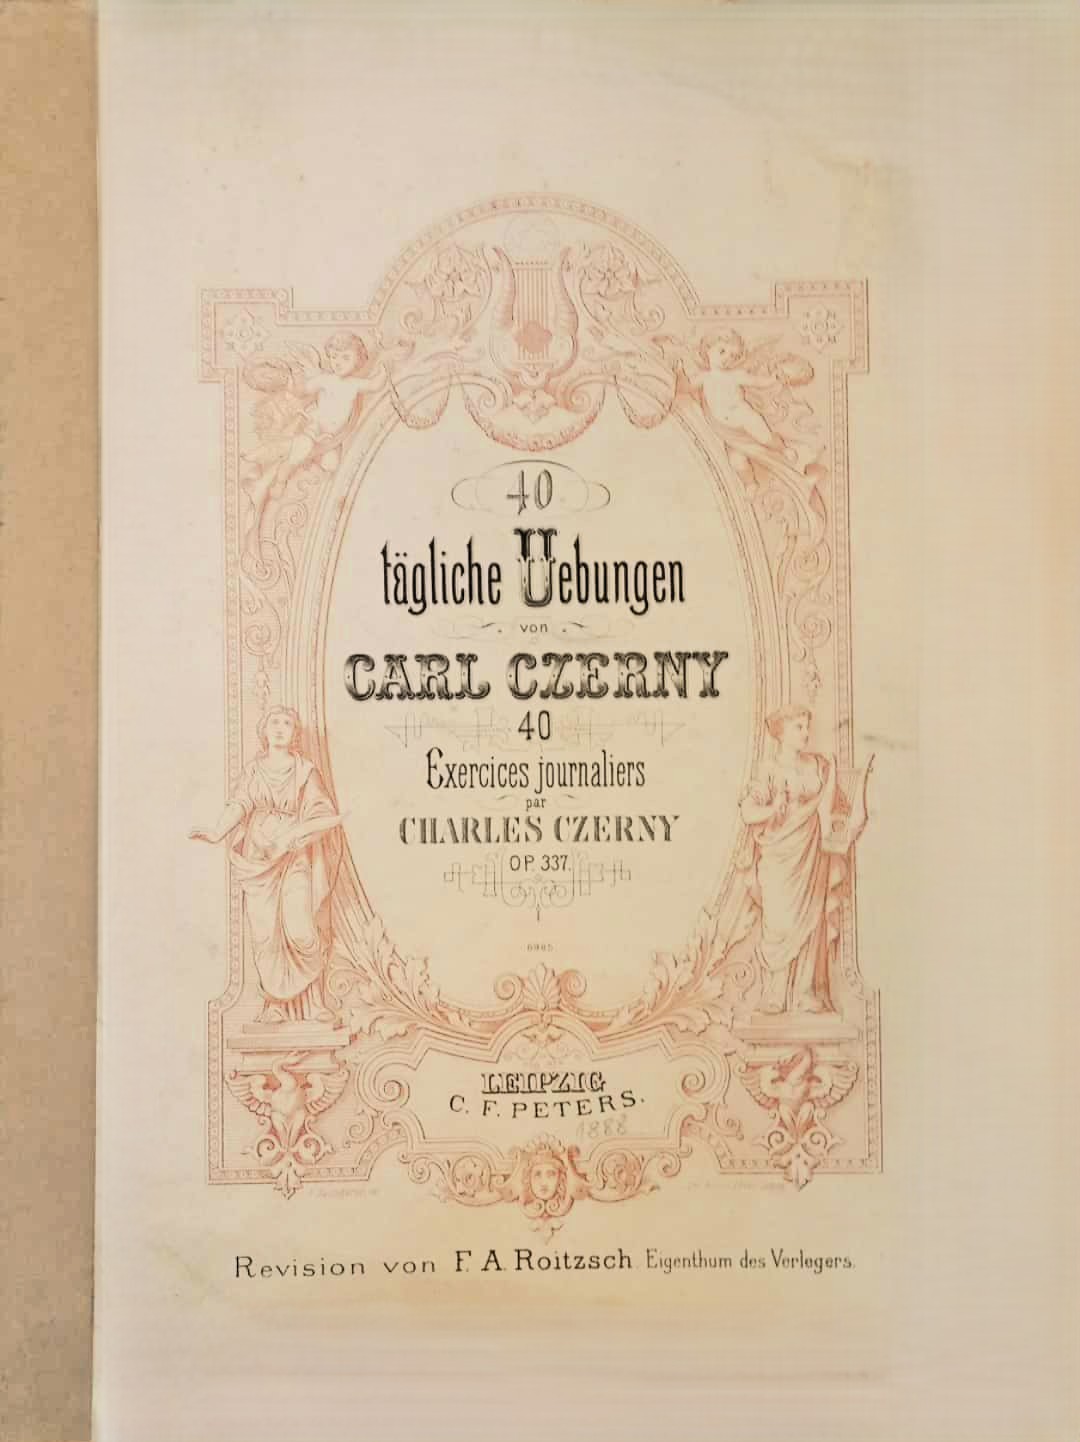 40
tägliche Uebungen
von
CARL CZERNY
40
Exercices journaliers
par
CHARLES CZERNY
OP. 337.
6965
LEIPZIG
C. F. PETERS.
1888
Revision von F. A. Roitzsch. Eigenthum des Verlegers.